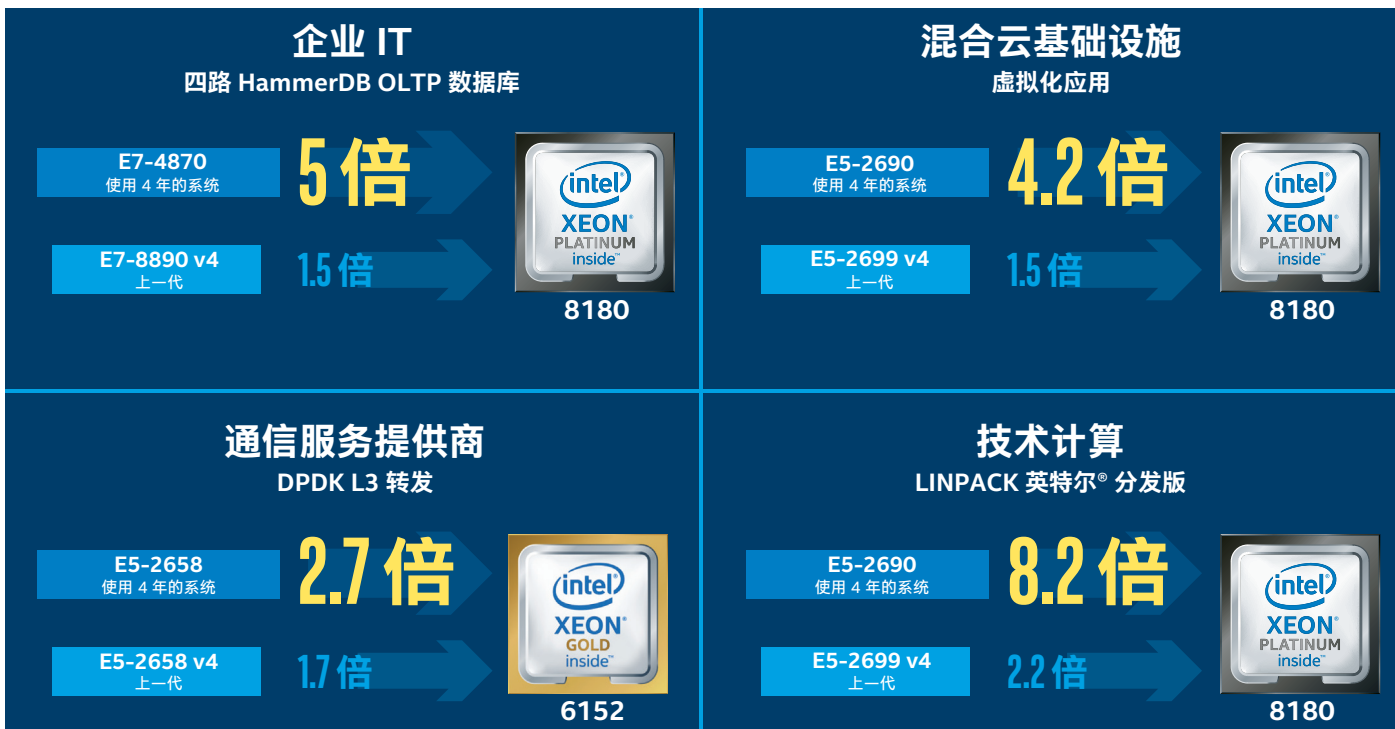 企业 IT
四路 HammerDB OLTP 数据库
E7-4870
使用 4 年的系统
5 倍
E7-8890 v4
上一代
1.5 倍
intel®
XEON®
PLATINUM
inside™
8180
混合云基础设施
虚拟化应用
E5-2690
使用 4 年的系统
4.2 倍
E5-2699 v4
上一代
1.5 倍
intel®
XEON®
PLATINUM
inside™
8180
通信服务提供商
DPDK L3 转发
E5-2658
使用 4 年的系统
2.7 倍
E5-2658 v4
上一代
1.7 倍
intel®
XEON®
GOLD
inside™
6152
技术计算
LINPACK 英特尔® 分发版
E5-2690
使用 4 年的系统
8.2 倍
E5-2699 v4
上一代
2.2 倍
intel®
XEON®
PLATINUM
inside™
8180